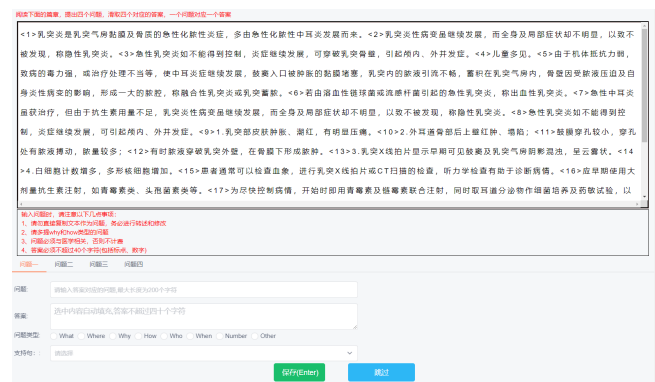 阅读下面的篇章，提出四个问题，滑取四个对应的答案，一个问题对应一个答案
<1>乳突炎是乳突气房黏膜及骨质的急性化脓性炎症，多由急性化脓性中耳炎发展而来。<2>乳突炎性病变虽继续发展，而全身及局部症状却不明显，以致不
被发现，称隐性乳突炎。<3>急性乳突炎如不能得到控制，炎症继续发展，可穿破乳突骨壁，引起颅内、外并发症。<4>儿童多见。<5>由于机体抵抗力弱，
致病的毒力强，或治疗处理不当等，使中耳炎症继续发展，鼓窦入口被肿胀的黏膜堵塞，乳突内的脓液引流不畅，蓄积在乳突气房内，骨壁因受脓液压迫及自
身炎性病变的影响，形成一大的脓腔，称融合性乳突炎或乳突蓄脓。<6>若由溶血性链球菌或流感杆菌引起的急性乳突炎，称出血性乳突炎。<7>急性中耳炎
虽获治疗，但由于抗生素用量不足，乳突炎性病变虽继续发展，而全身及局部症状却不明显，以致不被发现，称隐性乳突炎。<8>急性乳突炎如不能得到控
制，炎症继续发展，可引起颅内、外并发症。<9>1.乳突部皮肤肿胀、潮红，有明显压痛。<10>2.外耳道骨部后上壁红肿、塌陷；<11>鼓膜穿孔较小，穿孔
处有脓液搏动，脓量较多；<12>有时脓液穿破乳突外壁，在骨膜下形成脓肿。<13>3.乳突X线拍片显示早期可见鼓窦及乳突气房阴影混浊，呈云雾状。<14
>4.白细胞计数增多，多形核细胞增加。<15>患者通常可以检查血象，进行乳突X线拍片或CT扫描的检查，听力学检查有助于诊断病情。<16>应早期使用大
剂量抗生素注射，如青霉素类、头孢菌素类等。<17>为尽快控制病情，开始即用青霉素及链霉素联合注射，同时取耳道分泌物作细菌培养及药敏试验，以
输入问题时，请注意以下几点事项：
1、请勿直接复制文本作为问题，务必进行转述和修改
2、请多提why和how类型的问题
3、问题必须与医学相关，否则不计善
4、答案必须不超过40个字符(包括标点、数字)
问题一 问题二 问题三 问题四
问题: 请输入答案对应的问题,最大长度为200个字符
答案: 选中内容自动填充,答案不超过四十个字符
问题类型: What Where Why How Who When Number Other
支持句: : 请选择
保存(Enter) 跳过